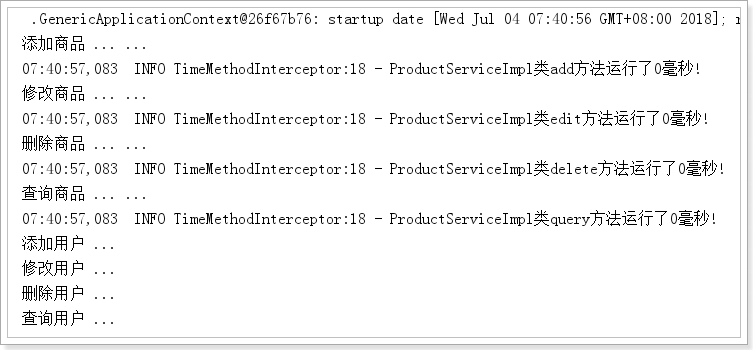 .GenericApplicationContext@26f67b76: startup date [Wed Jul 04 07:40:56 GMT+08:00 2018];
添加商品 ... ...
07:40:57,083  INFO TimeMethodInterceptor:18 - ProductServiceImpl类add方法运行了0毫秒!
修改商品 ... ...
07:40:57,083  INFO TimeMethodInterceptor:18 - ProductServiceImpl类edit方法运行了0毫秒!
删除商品 ... ...
07:40:57,083  INFO TimeMethodInterceptor:18 - ProductServiceImpl类delete方法运行了0毫秒!
查询商品 ... ...
07:40:57,083  INFO TimeMethodInterceptor:18 - ProductServiceImpl类query方法运行了0毫秒!
添加用户 ...
修改用户 ...
删除用户 ...
查询用户 ...